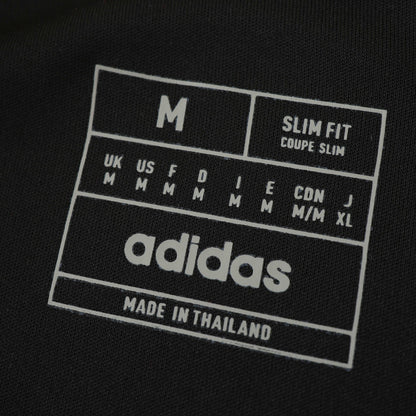 M
SLIM FIT
COUPE SLIM
UK US F D I E CDN J
M M M M M M M/M XL
adidas
MADE IN THAILAND